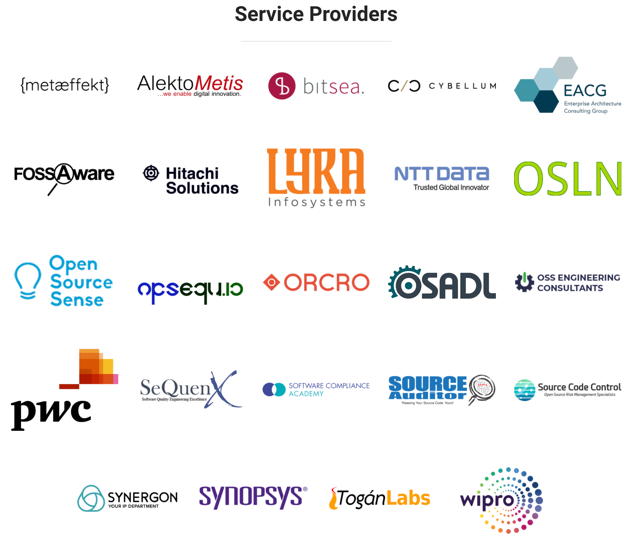 Service Providers
{metæffekt}
AlektoMetis
...we enable digital innovation.
bitsea.
C/C CYBELLUM
EACG
Enterprise Architecture
Consulting Group
FOSSAware
Hitachi
Solutions
LYRA
Infosystems
NTT DATA
Trusted Global Innovator
OSLN
Open
Source
Sense
opsequ.io
ORCRO
OSADL
OSS ENGINEERING
CONSULTANTS
pwc
SeQuenX
Software Quality Engineering Excellence
SOFTWARE COMPLIANCE
ACADEMY
SOURCE
Auditor
Source Code Control
Open Source Risk Management Specialists
SYNERGON
YOUR IP DEPARTMENT
SYNOPSYS®
TogánLabs
wipro